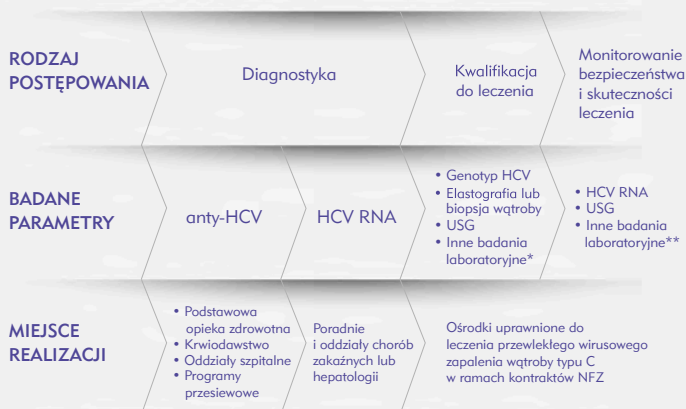 RODZAJ
POSTĘPOWANIA
Diagnostyka
Kwalifikacja
do leczenia
Monitorowanie
bezpieczeństwa
i skuteczności
leczenia
BADANE
PARAMETRY
anty-HCV
HCV RNA
• Genotyp HCV
• Elastografia lub
biopsja wątroby
• USG
• Inne badania
laboratoryjne*
• HCV RNA
• USG
• Inne badania
laboratoryjne**
MIEJSCE
REALIZACJI
• Podstawowa
opieka zdrowotna
• Krwiodawstwo
• Oddziały szpitalne
• Programy
przesiewowe
Poradnie
i oddziały chorób
zakaźnych lub
hepatologii
Ośrodki uprawnione do
leczenia przewlekłego wirusowego
zapalenia wątroby typu C
w ramach kontraktów NFZ